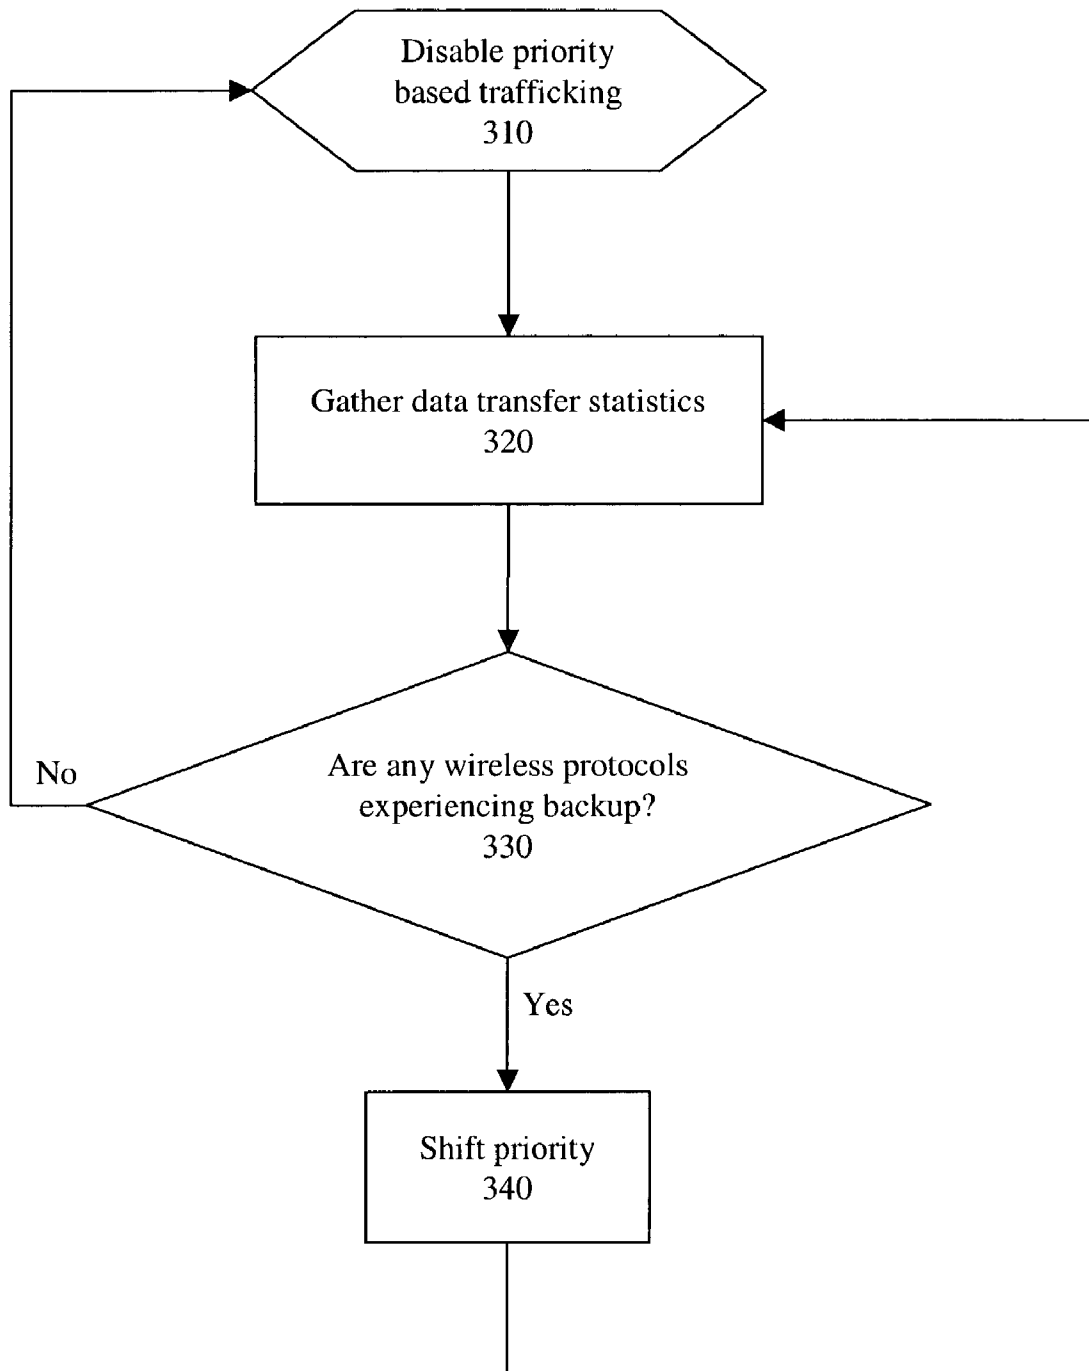 Disable priority
based trafficking
310
Gather data transfer statistics
320
Are any wireless protocols
experiencing backup?
330
No
Yes
Shift priority
340